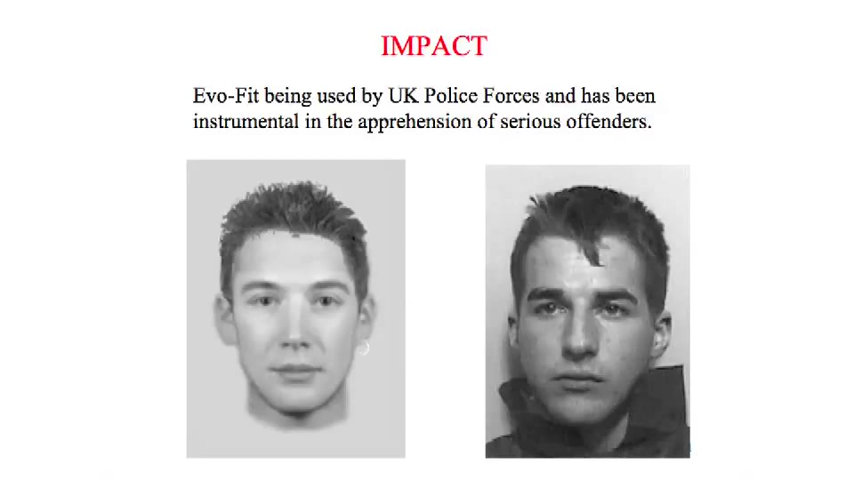 IMPACT
Evo-Fit being used by UK Police Forces and has been
instrumental in the apprehension of serious offenders.